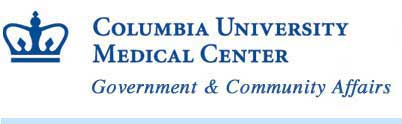 COLUMBIA UNIVERSITY
MEDICAL CENTER
Government & Community Affairs